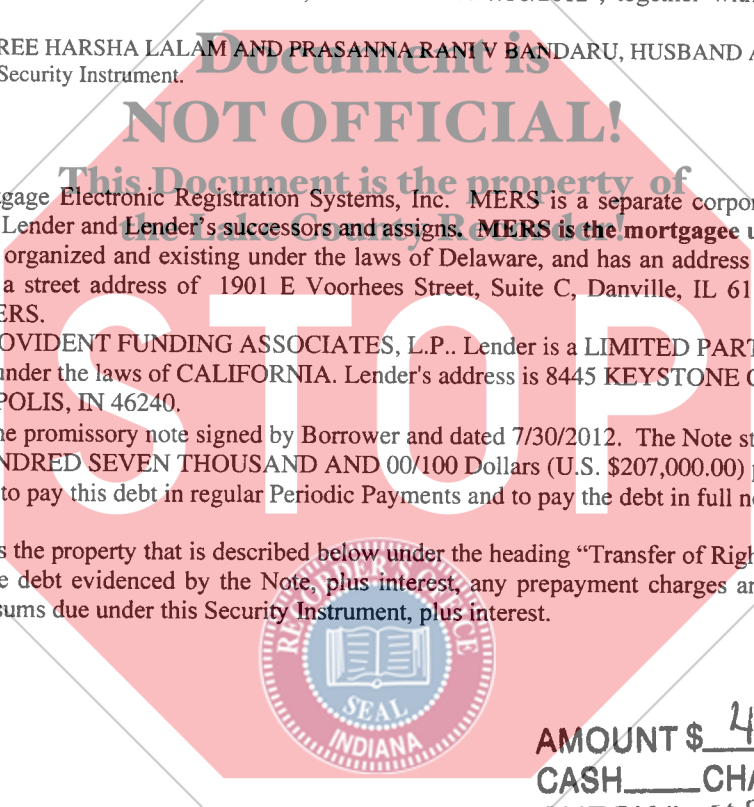 REE HARSHA LALAM AND PRASANNA RANI V BANDARU, HUSBAND A
Security Instrument.
Document is
NOT OFFICIAL!
This Document is the property of
the Lake County Recorder!
gage Electronic Registration Systems, Inc. MERS is a separate corpor
Lender and Lender's successors and assigns. MERS is the mortgagee u
organized and existing under the laws of Delaware, and has an address
a street address of 1901 E Voorhees Street, Suite C, Danville, IL 61
ERS.
OVIDENT FUNDING ASSOCIATES, L.P.. Lender is a LIMITED PART
under the laws of CALIFORNIA. Lender's address is 8445 KEYSTONE
POLIS, IN 46240.
STOP
he promissory note signed by Borrower and dated 7/30/2012. The Note st
NDRED SEVEN THOUSAND AND 00/100 Dollars (U.S. $207,000.00)
to pay this debt in regular Periodic Payments and to pay the debt in full
s the property that is described below under the heading “Transfer of Righ
e debt evidenced by the Note, plus interest, any prepayment charges an
sums due under this Security Instrument, plus interest.
RECORDER'S OFFICE
SEAL
INDIANA
AMOUNT $ 4
CASH____CHA